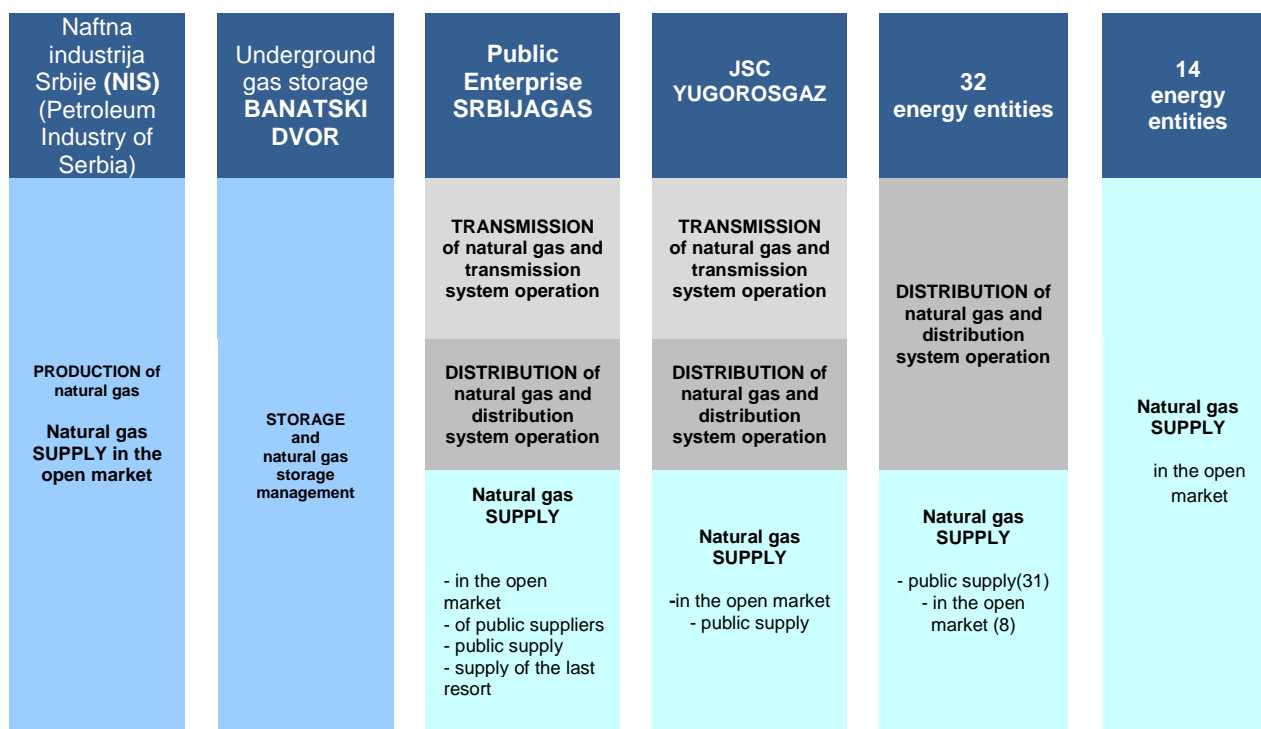 Naftna
industrija
Srbije (NIS)
(Petroleum
Industry of
Serbia)
Underground
gas storage
BANATSKI
DVOR
Public
Enterprise
SRBIJAGAS
JSC
YUGOROSGAZ
32
energy entities
14
energy
entities
PRODUCTION of
natural gas
Natural gas
SUPPLY in the
open market
STORAGE
and
natural gas
storage
management
TRANSMISSION
of natural gas and
transmission
system operation
DISTRIBUTION of
natural gas and
distribution
system operation
Natural gas
SUPPLY
- in the open
market
- of public suppliers
- public supply
- supply of the last
resort
TRANSMISSION
of natural gas and
transmission
system operation
DISTRIBUTION of
natural gas and
distribution
system operation
Natural gas
SUPPLY
-in the open market
- public supply
DISTRIBUTION of
natural gas and
distribution
system operation
Natural gas
SUPPLY
- public supply(31)
- in the open
market (8)
Natural gas
SUPPLY
in the open
market